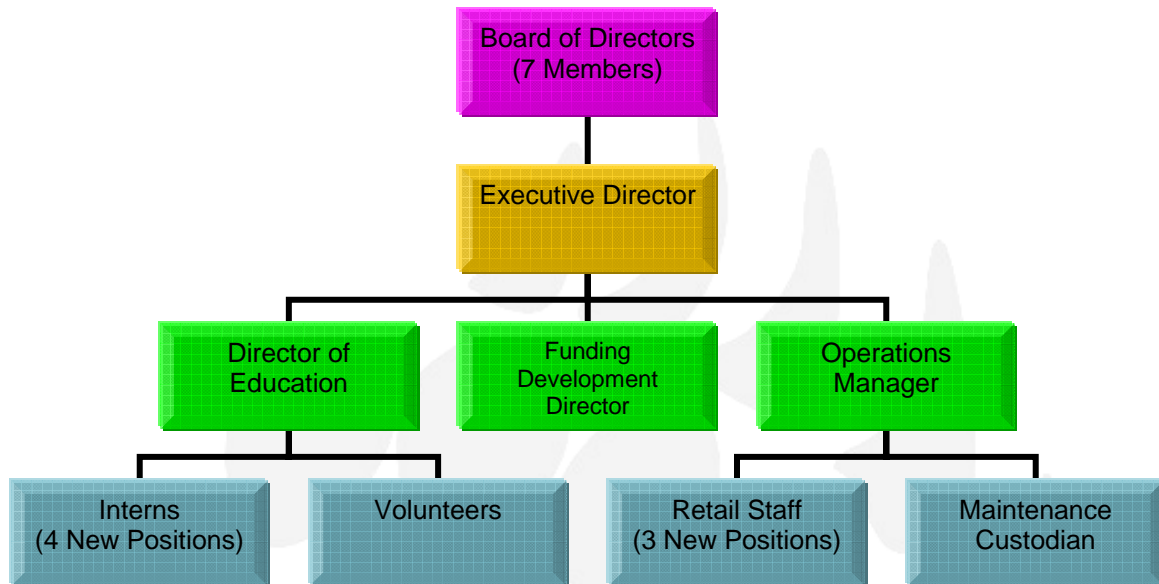 Board of Directors
(7 Members)
Executive Director
Director of
Education
Funding
Development
Director
Operations
Manager
Interns
(4 New Positions)
Volunteers
Retail Staff
(3 New Positions)
Maintenance
Custodian